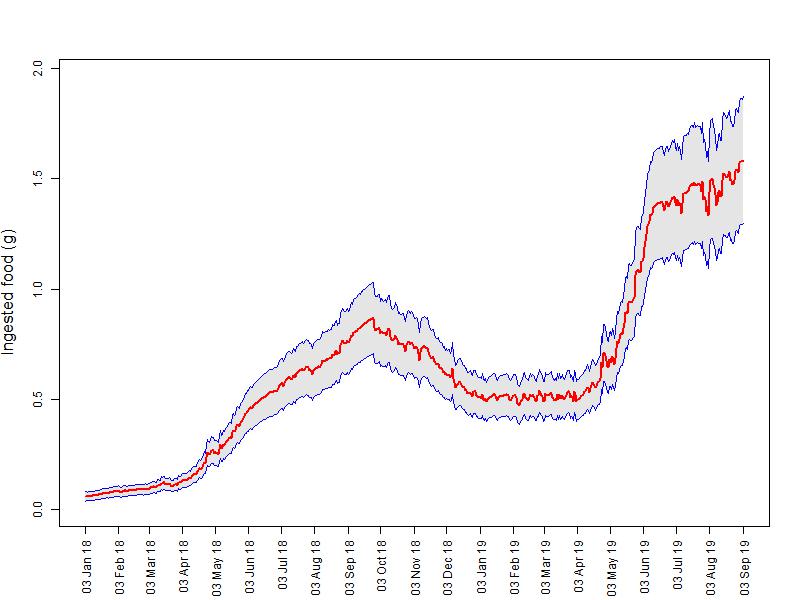 Ingested food (g)
2.0
1.5
1.0
0.5
0.0
03 Jan 18
03 Feb 18
03 Mar 18
03 Apr 18
03 May 18
03 Jun 18
03 Jul 18
03 Aug 18
03 Sep 18
03 Oct 18
03 Nov 18
03 Dec 18
03 Jan 19
03 Feb 19
03 Mar 19
03 Apr 19
03 May 19
03 Jun 19
03 Jul 19
03 Aug 19
03 Sep 19